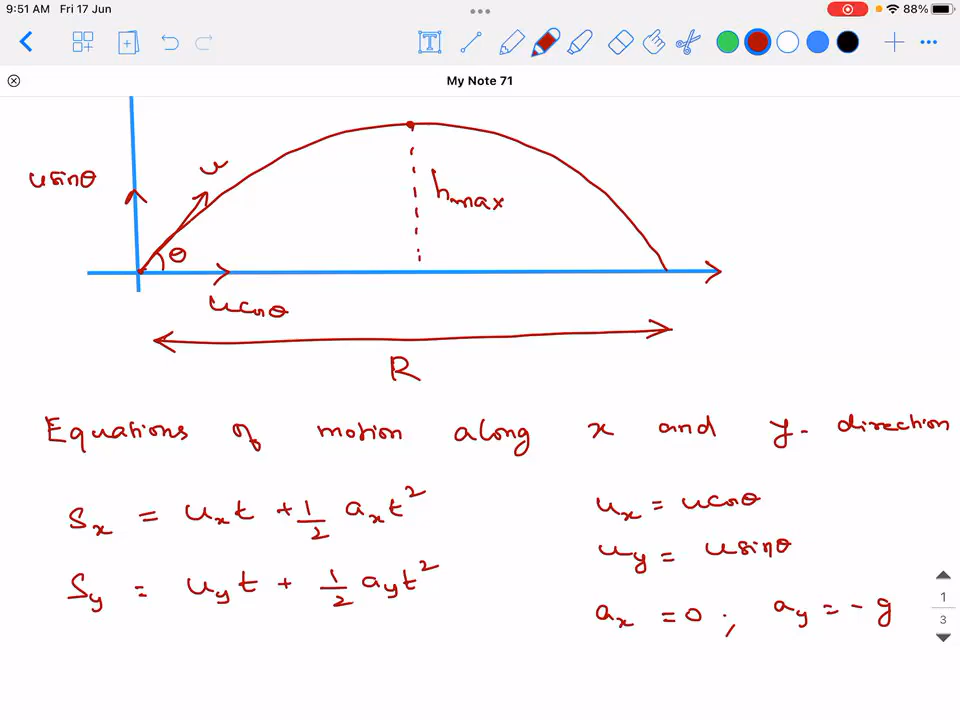 9:51 AM Fri 17 Jun
88%
T
My Note 71
usinθ
u
hmax
θ
ucosθ
R
Equations of motion along x and y- direction
Sx = uxt + 1/2 axt²
ux = ucosθ
Sy = uyt + 1/2 ayt²
uy = usinθ
ax = 0 ; ay = - g
1
3